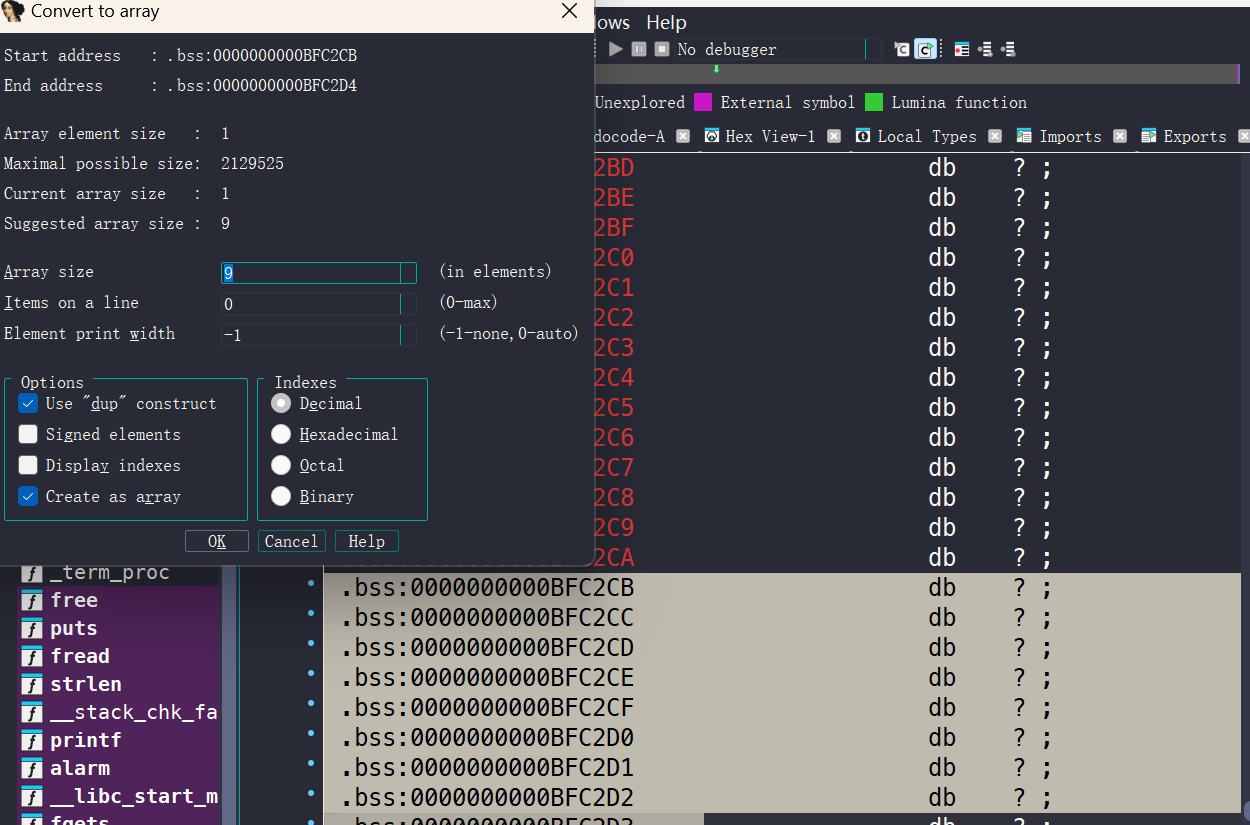 Convert to array
Start address : .bss:0000000000BFC2CB
End address : .bss:0000000000BFC2D4
Array element size : 1
Maximal possible size: 2129525
Current array size : 1
Suggested array size : 9
Array size 9 (in elements)
Items on a line 0 (0-max)
Element print width -1 (-1-none,0-auto)
Options
Use "dup" construct
Signed elements
Display indexes
Create as array
Indexes
Decimal
Hexadecimal
Octal
Binary
OK Cancel Help
ows Help
No debugger
Unexplored External symbol Lumina function
docode-A Hex View-1 Local Types Imports Exports
2BD db ? ;
2BE db ? ;
2BF db ? ;
2C0 db ? ;
2C1 db ? ;
2C2 db ? ;
2C3 db ? ;
2C4 db ? ;
2C5 db ? ;
2C6 db ? ;
2C7 db ? ;
2C8 db ? ;
2C9 db ? ;
2CA db ? ;
.bss:0000000000BFC2CB db ? ;
.bss:0000000000BFC2CC db ? ;
.bss:0000000000BFC2CD db ? ;
.bss:0000000000BFC2CE db ? ;
.bss:0000000000BFC2CF db ? ;
.bss:0000000000BFC2D0 db ? ;
.bss:0000000000BFC2D1 db ? ;
.bss:0000000000BFC2D2 db ? ;
.bss:0000000000BFC2D3 db ? ;
f _term_proc
f free
f puts
f fread
f strlen
f __stack_chk_fa
f printf
f alarm
f __libc_start_m
f fgets